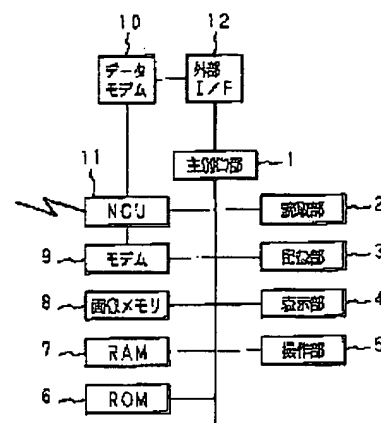 10
12
データ
モデム
外部
I/F
主制御部
1
11
NCU
読取部
2
9
モデム
記録部
3
8
画像メモリ
表示部
4
7
RAM
操作部
5
6
ROM